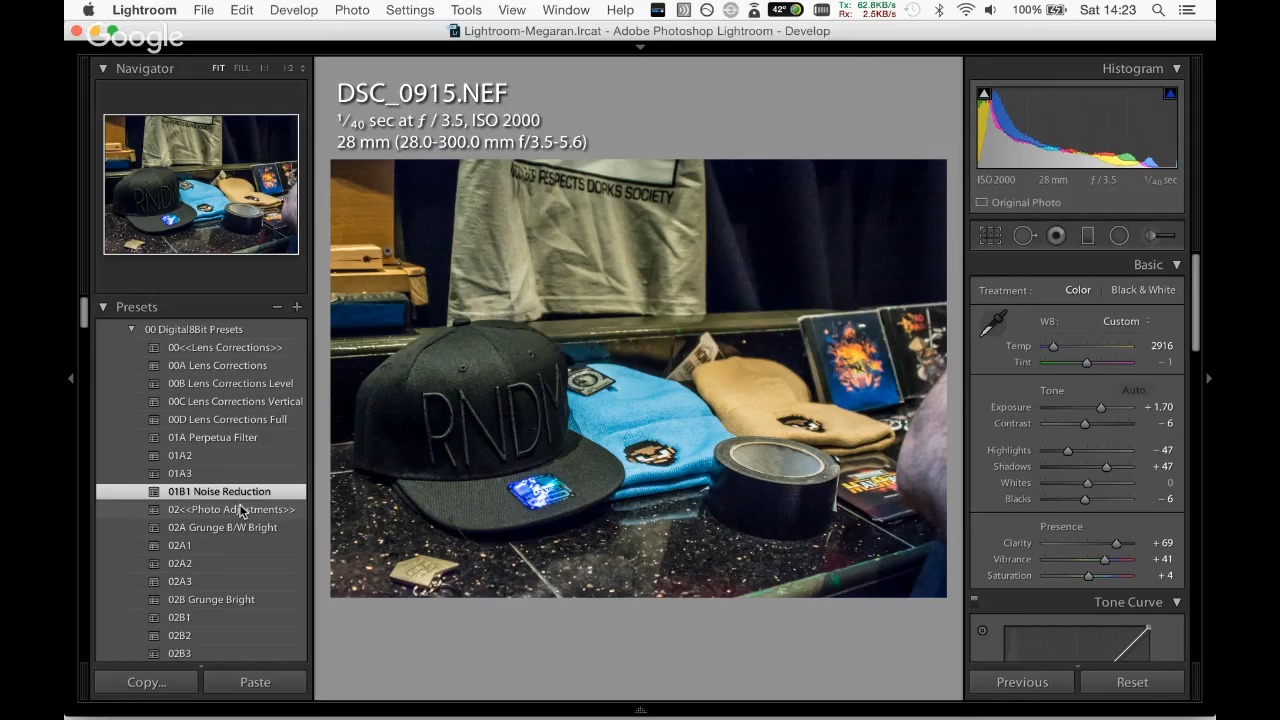 Lightroom File Edit Develop Photo Settings Tools View Window Help 42° Tx: 62.8KB/s Rx: 2.5KB/s 100% Sat 14:23
Google
Lightroom-Megaran.lrcat - Adobe Photoshop Lightroom - Develop
Navigator FIT FILL 1:1 1:2
Presets
00 Digital8Bit Presets
00<<Lens Corrections>>
00A Lens Corrections
00B Lens Corrections Level
00C Lens Corrections Vertical
00D Lens Corrections Full
01A Perpetua Filter
01A2
01A3
01B1 Noise Reduction
02<<Photo Adjustments>>
02A Grunge B/W Bright
02A1
02A2
02A3
02B Grunge Bright
02B1
02B2
02B3
Copy... Paste
DSC_0915.NEF
1/40 sec at ƒ / 3.5, ISO 2000
28 mm (28.0-300.0 mm f/3.5-5.6)
RESPECTS DORKS SOCIETY
RNDM
Histogram
ISO 2000 28 mm ƒ / 3.5 1/40 sec
Original Photo
Basic
Treatment : Color Black & White
WB: Custom
Temp 2916
Tint – 1
Tone Auto
Exposure + 1.70
Contrast – 6
Highlights – 47
Shadows + 47
Whites 0
Blacks – 6
Presence
Clarity + 69
Vibrance + 41
Saturation + 4
Tone Curve
Previous Reset